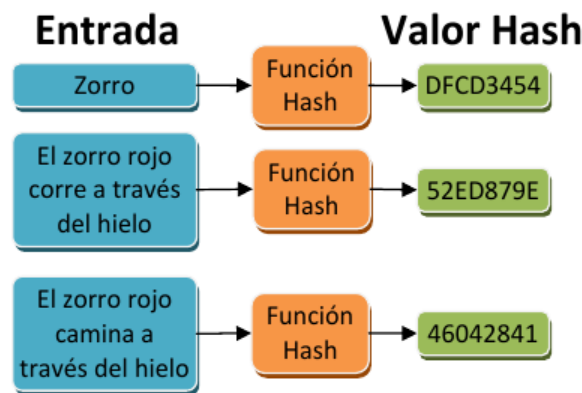 Entrada
Valor Hash
Zorro
Función
Hash
DFCD3454
El zorro rojo
corre a través
del hielo
Función
Hash
52ED879E
El zorro rojo
camina a
través del hielo
Función
Hash
46042841